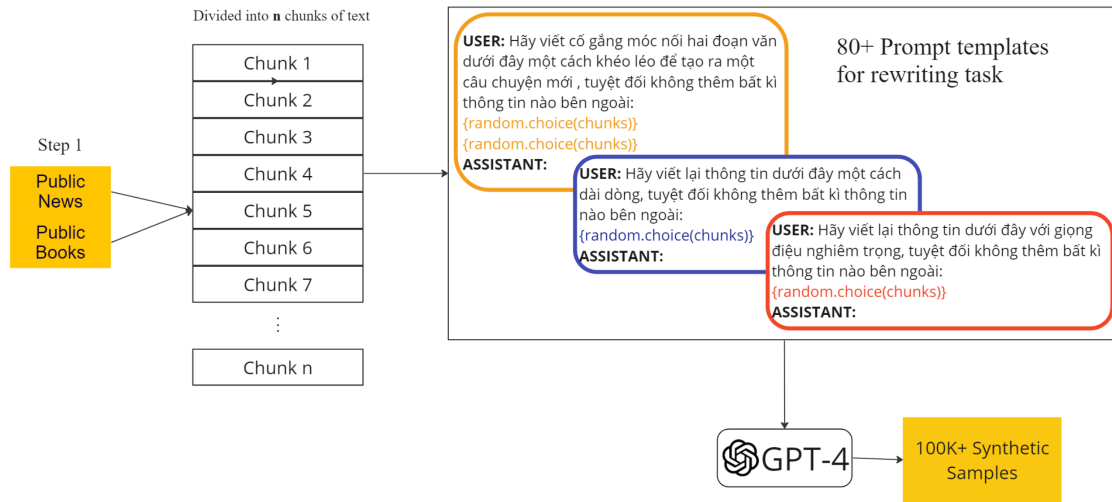 Divided into n chunks of text
Step 1
Public
News
Public
Books
Chunk 1
Chunk 2
Chunk 3
Chunk 4
Chunk 5
Chunk 6
Chunk 7
⋮
Chunk n
80+ Prompt templates
for rewriting task
USER: Hãy viết cố gắng móc nối hai đoạn văn
dưới đây một cách khéo léo để tạo ra một
câu chuyện mới , tuyệt đối không thêm bất kì
thông tin nào bên ngoài:
{random.choice(chunks)}
{random.choice(chunks)}
ASSISTANT:
USER: Hãy viết lại thông tin dưới đây một cách
dài dòng, tuyệt đối không thêm bất kì thông tin
nào bên ngoài:
{random.choice(chunks)}
ASSISTANT:
USER: Hãy viết lại thông tin dưới đây với giọng
điệu nghiêm trọng, tuyệt đối không thêm bất kì
thông tin nào bên ngoài:
{random.choice(chunks)}
ASSISTANT:
GPT-4
100K+ Synthetic
Samples